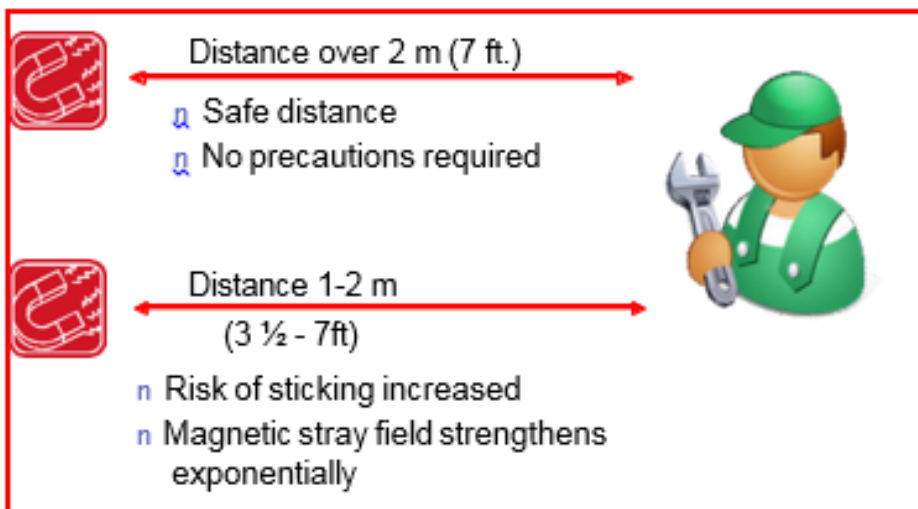 Distance over 2 m (7 ft.)
n Safe distance
n No precautions required
Distance 1-2 m
(3 ½ - 7ft)
n Risk of sticking increased
n Magnetic stray field strengthens
exponentially